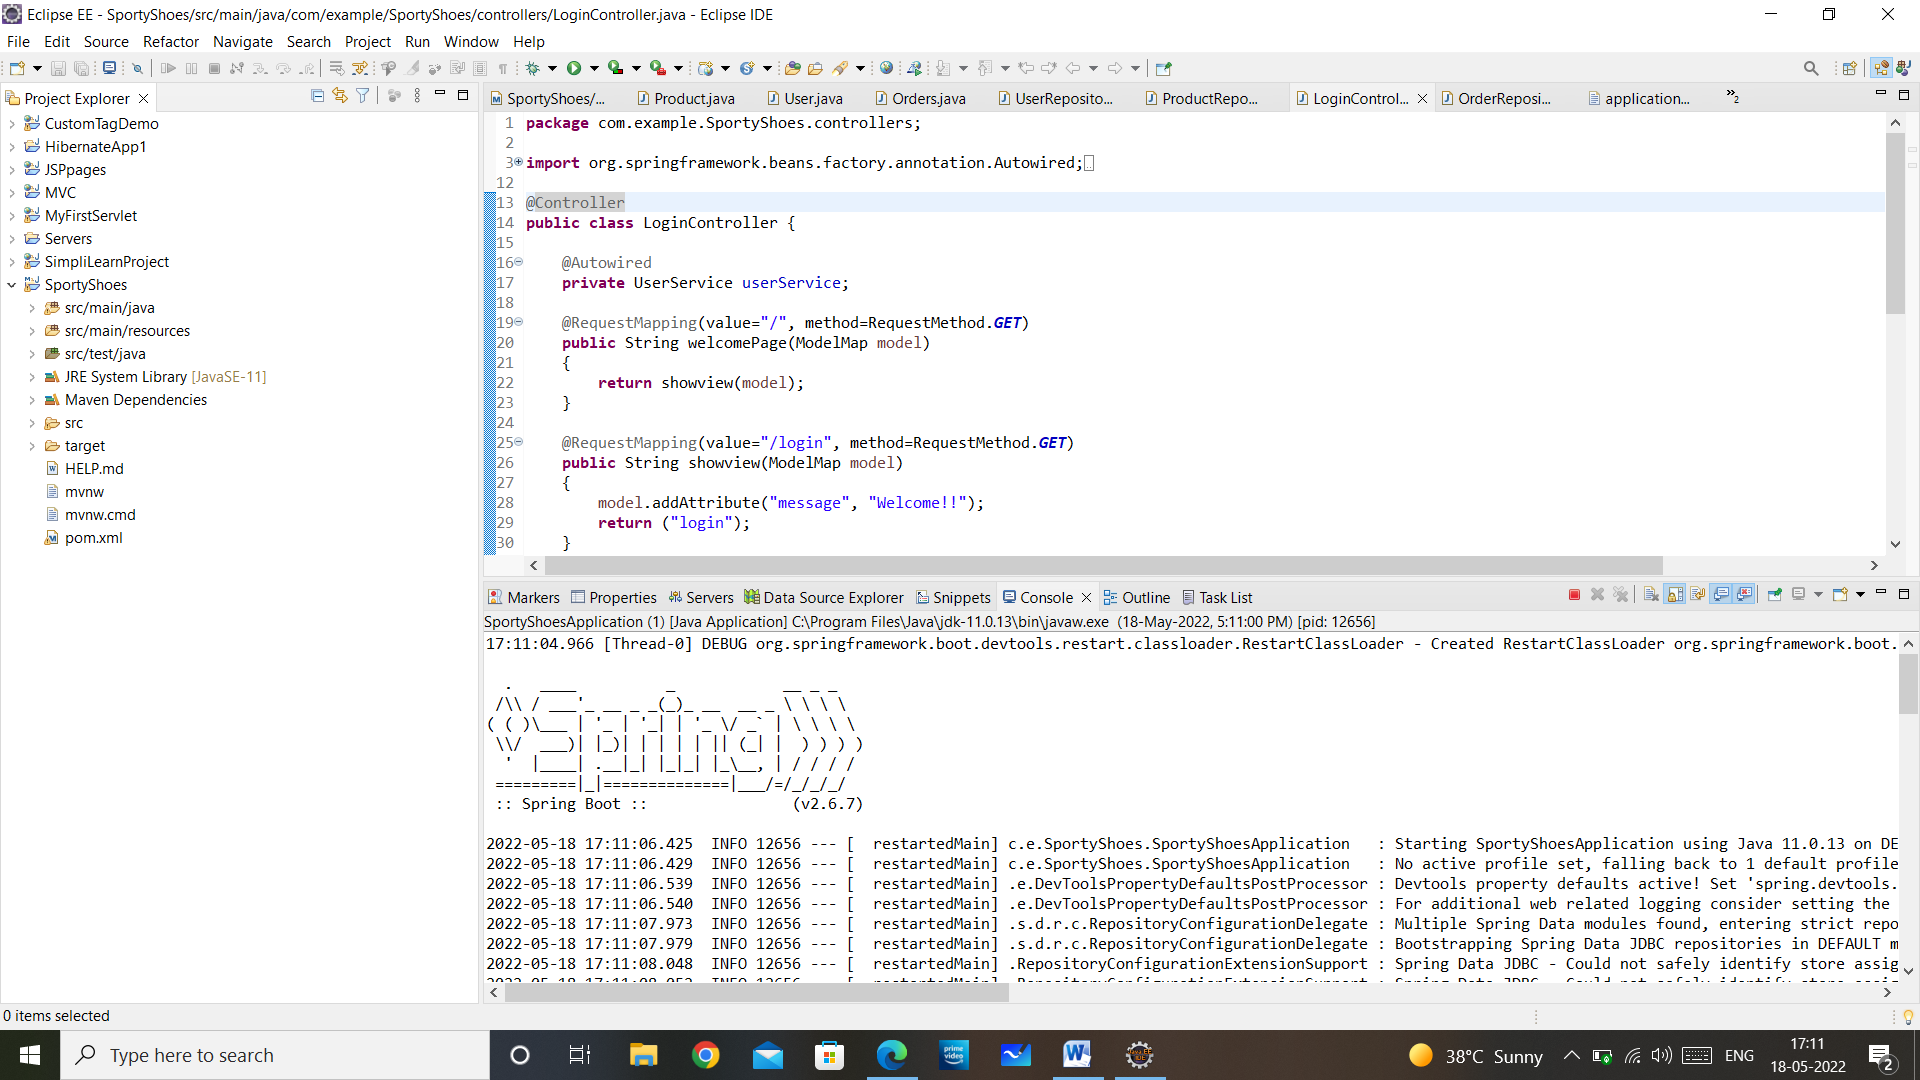 Eclipse EE - SportyShoes/src/main/java/com/example/SportyShoes/controllers/LoginController.java - Eclipse IDE
File Edit Source Refactor Navigate Search Project Run Window Help
Project Explorer
CustomTagDemo
HibernateApp1
JSPpages
MVC
MyFirstServlet
Servers
SimpliLearnProject
SportyShoes
src/main/java
src/main/resources
src/test/java
JRE System Library [JavaSE-11]
Maven Dependencies
src
target
HELP.md
mvnw
mvnw.cmd
pom.xml
SportyShoes/... Product.java User.java Orders.java UserReposito... ProductRepo... LoginControl... OrderReposi... application... 2
1 package com.example.SportyShoes.controllers;
2
3 import org.springframework.beans.factory.annotation.Autowired;
12
13 @Controller
14 public class LoginController {
15
16 @Autowired
17 private UserService userService;
18
19 @RequestMapping(value="/", method=RequestMethod.GET)
20 public String welcomePage(ModelMap model)
21 {
22 return showview(model);
23 }
24
25 @RequestMapping(value="/login", method=RequestMethod.GET)
26 public String showview(ModelMap model)
27 {
28 model.addAttribute("message", "Welcome!!");
29 return ("login");
30 }
Markers Properties Servers Data Source Explorer Snippets Console Outline Task List
SportyShoesApplication (1) [Java Application] C:\Program Files\Java\jdk-11.0.13\bin\javaw.exe (18-May-2022, 5:11:00 PM) [pid: 12656]
17:11:04.966 [Thread-0] DEBUG org.springframework.boot.devtools.restart.classloader.RestartClassLoader - Created RestartClassLoader org.springframework.boot.
Spring
:: Spring Boot :: (v2.6.7)
2022-05-18 17:11:06.425 INFO 12656 --- [ restartedMain] c.e.SportyShoes.SportyShoesApplication : Starting SportyShoesApplication using Java 11.0.13 on DE
2022-05-18 17:11:06.429 INFO 12656 --- [ restartedMain] c.e.SportyShoes.SportyShoesApplication : No active profile set, falling back to 1 default profile
2022-05-18 17:11:06.539 INFO 12656 --- [ restartedMain] .e.DevToolsPropertyDefaultsPostProcessor : Devtools property defaults active! Set 'spring.devtools.
2022-05-18 17:11:06.540 INFO 12656 --- [ restartedMain] .e.DevToolsPropertyDefaultsPostProcessor : For additional web related logging consider setting the
2022-05-18 17:11:07.973 INFO 12656 --- [ restartedMain] .s.d.r.c.RepositoryConfigurationDelegate : Multiple Spring Data modules found, entering strict repo
2022-05-18 17:11:07.979 INFO 12656 --- [ restartedMain] .s.d.r.c.RepositoryConfigurationDelegate : Bootstrapping Spring Data JDBC repositories in DEFAULT m
2022-05-18 17:11:08.048 INFO 12656 --- [ restartedMain] .RepositoryConfigurationExtensionSupport : Spring Data JDBC - Could not safely identify store assig
0 items selected
Type here to search
prime video
38°C Sunny
ENG
17:11
18-05-2022
2